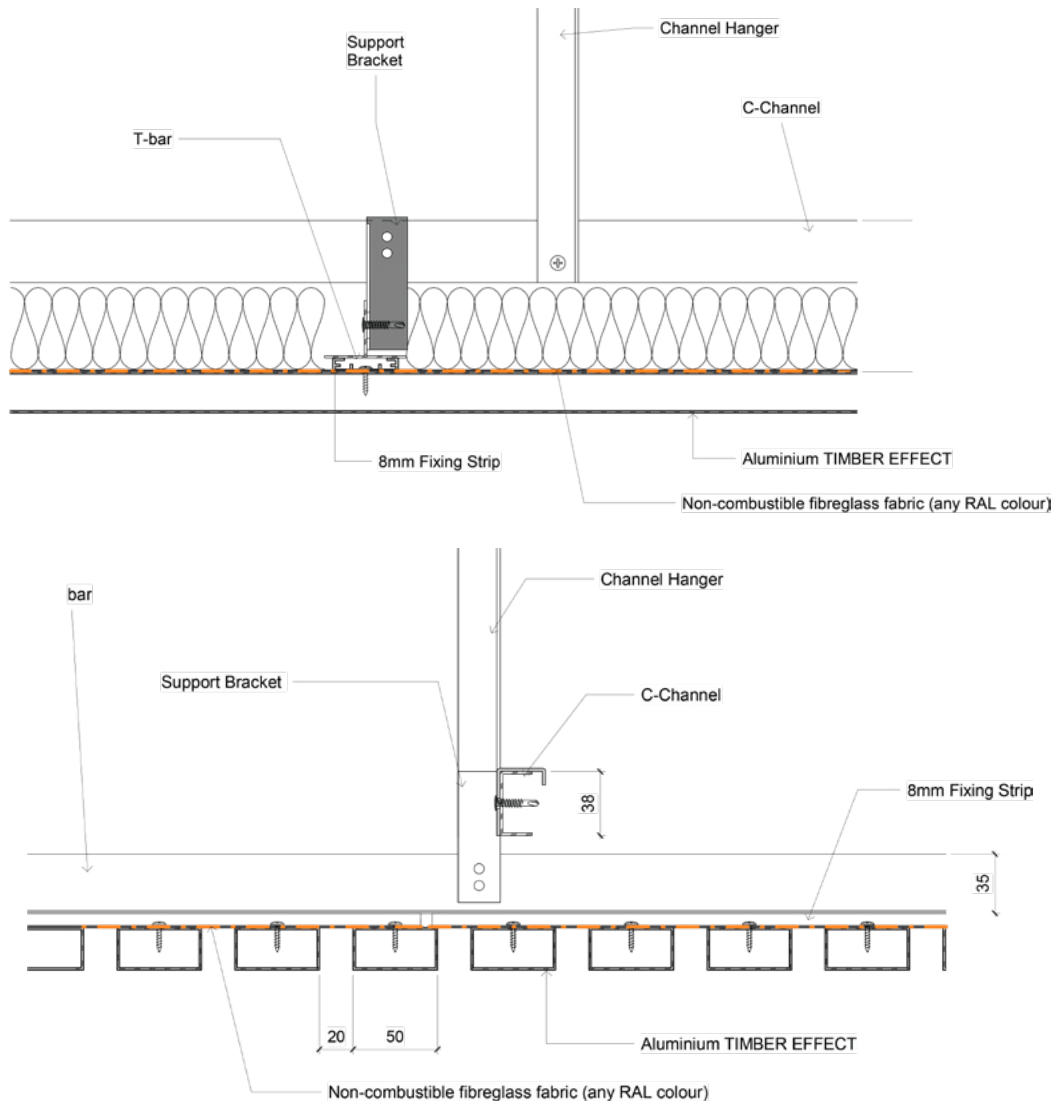 Channel Hanger
Support
Bracket
C-Channel
T-bar
8mm Fixing Strip
Aluminium TIMBER EFFECT
Non-combustible fibreglass fabric (any RAL colour)
Channel Hanger
bar
Support Bracket
C-Channel
38
8mm Fixing Strip
35
20
50
Aluminium TIMBER EFFECT
Non-combustible fibreglass fabric (any RAL colour)